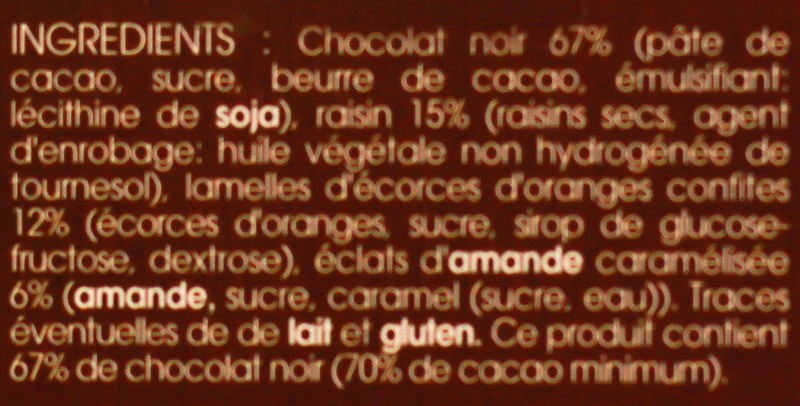 INGREDIENTS : Chocolat noir 67% (pâte de
cacao, sucre, beurre de cacao, émulsifiant:
lécithine de soja), raisin 15% (raisins secs, agent
d'enrobage: huile végétale non hydrogénée de
tournesol), lamelles d'écorces d'oranges confites
12% (écorces d'oranges, sucre, sirop de glucose-
fructose, dextrose), éclats d'amande caramélisée
6% (amande, sucre, caramel (sucre, eau)). Traces
éventuelles de de lait et gluten. Ce produit contient
67% de chocolat noir (70% de cacao minimum).